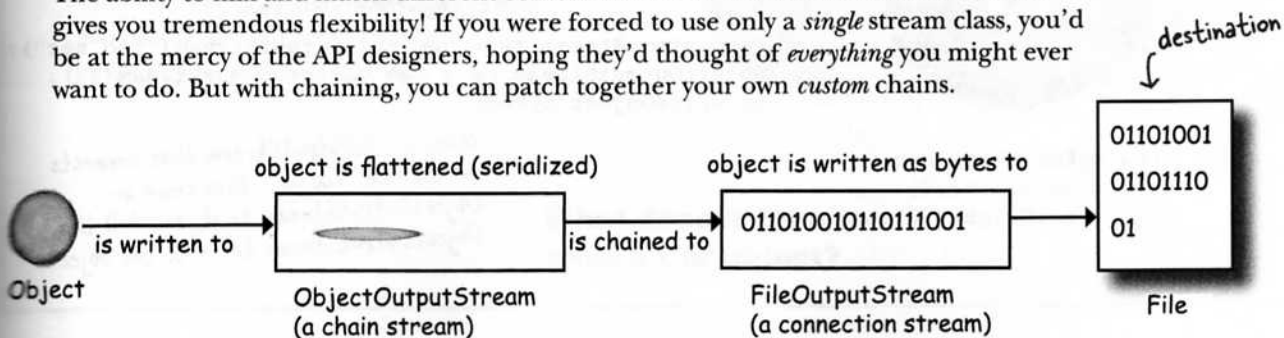 gives you tremendous flexibility! If you were forced to use only a single stream class, you'd
be at the mercy of the API designers, hoping they'd thought of everything you might ever
want to do. But with chaining, you can patch together your own custom chains.
destination
object is flattened (serialized)
object is written as bytes to
01101001
01101110
01
011010010110111001
is written to
is chained to
Object
ObjectOutputStream
(a chain stream)
FileOutputStream
(a connection stream)
File